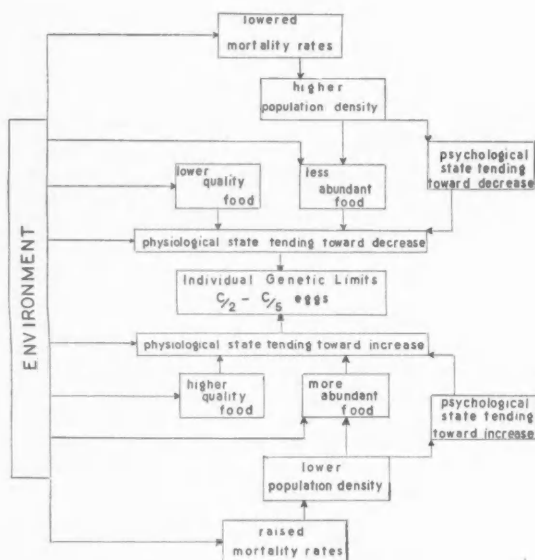 lowered
mortality rates
higher
population density
psychological
state tending
toward decrease
lower
quality
food
less
abundant
food
physiological state tending toward decrease
Individual Genetic Limits
C/2 – C/5 eggs
physiological state tending toward increase
higher
quality
food
more
abundant
food
psychological
state tending
toward increase
lower
population density
raised
mortality rates
ENVIRONMENT